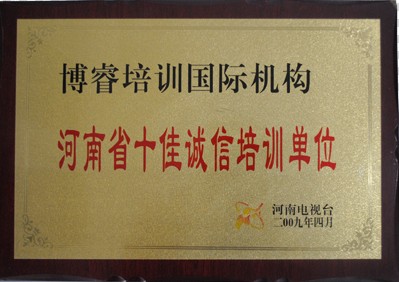 博睿培训国际机构
河南省十佳诚信培训单位
河南电视台
二00九年四月